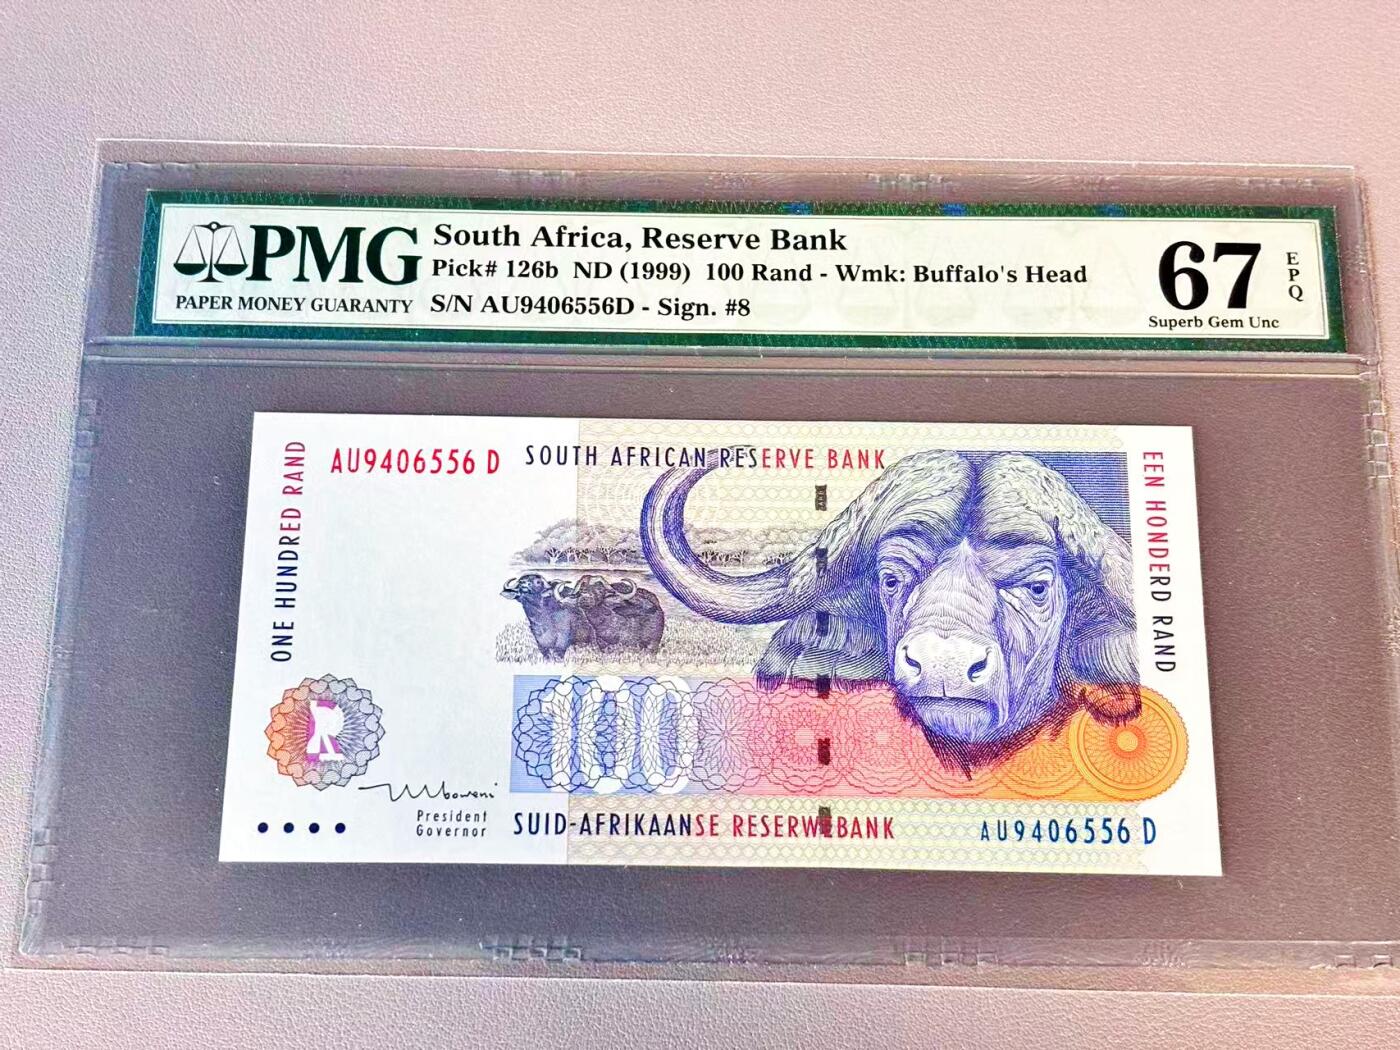 PMG
PAPER MONEY GUARANTY
South Africa, Reserve Bank
Pick# 126b ND (1999) 100 Rand - Wmk: Buffalo's Head
S/N AU9406556D - Sign. #8
67
Superb Gem Unc
EPQ
ONE HUNDRED RAND
AU9406556 D
SOUTH AFRICAN RESERVE BANK
EEN HONDERD RAND
R
100
Mboweni
President
Governor
SUID-AFRIKAANSE RESERWEBANK
AU9406556 D